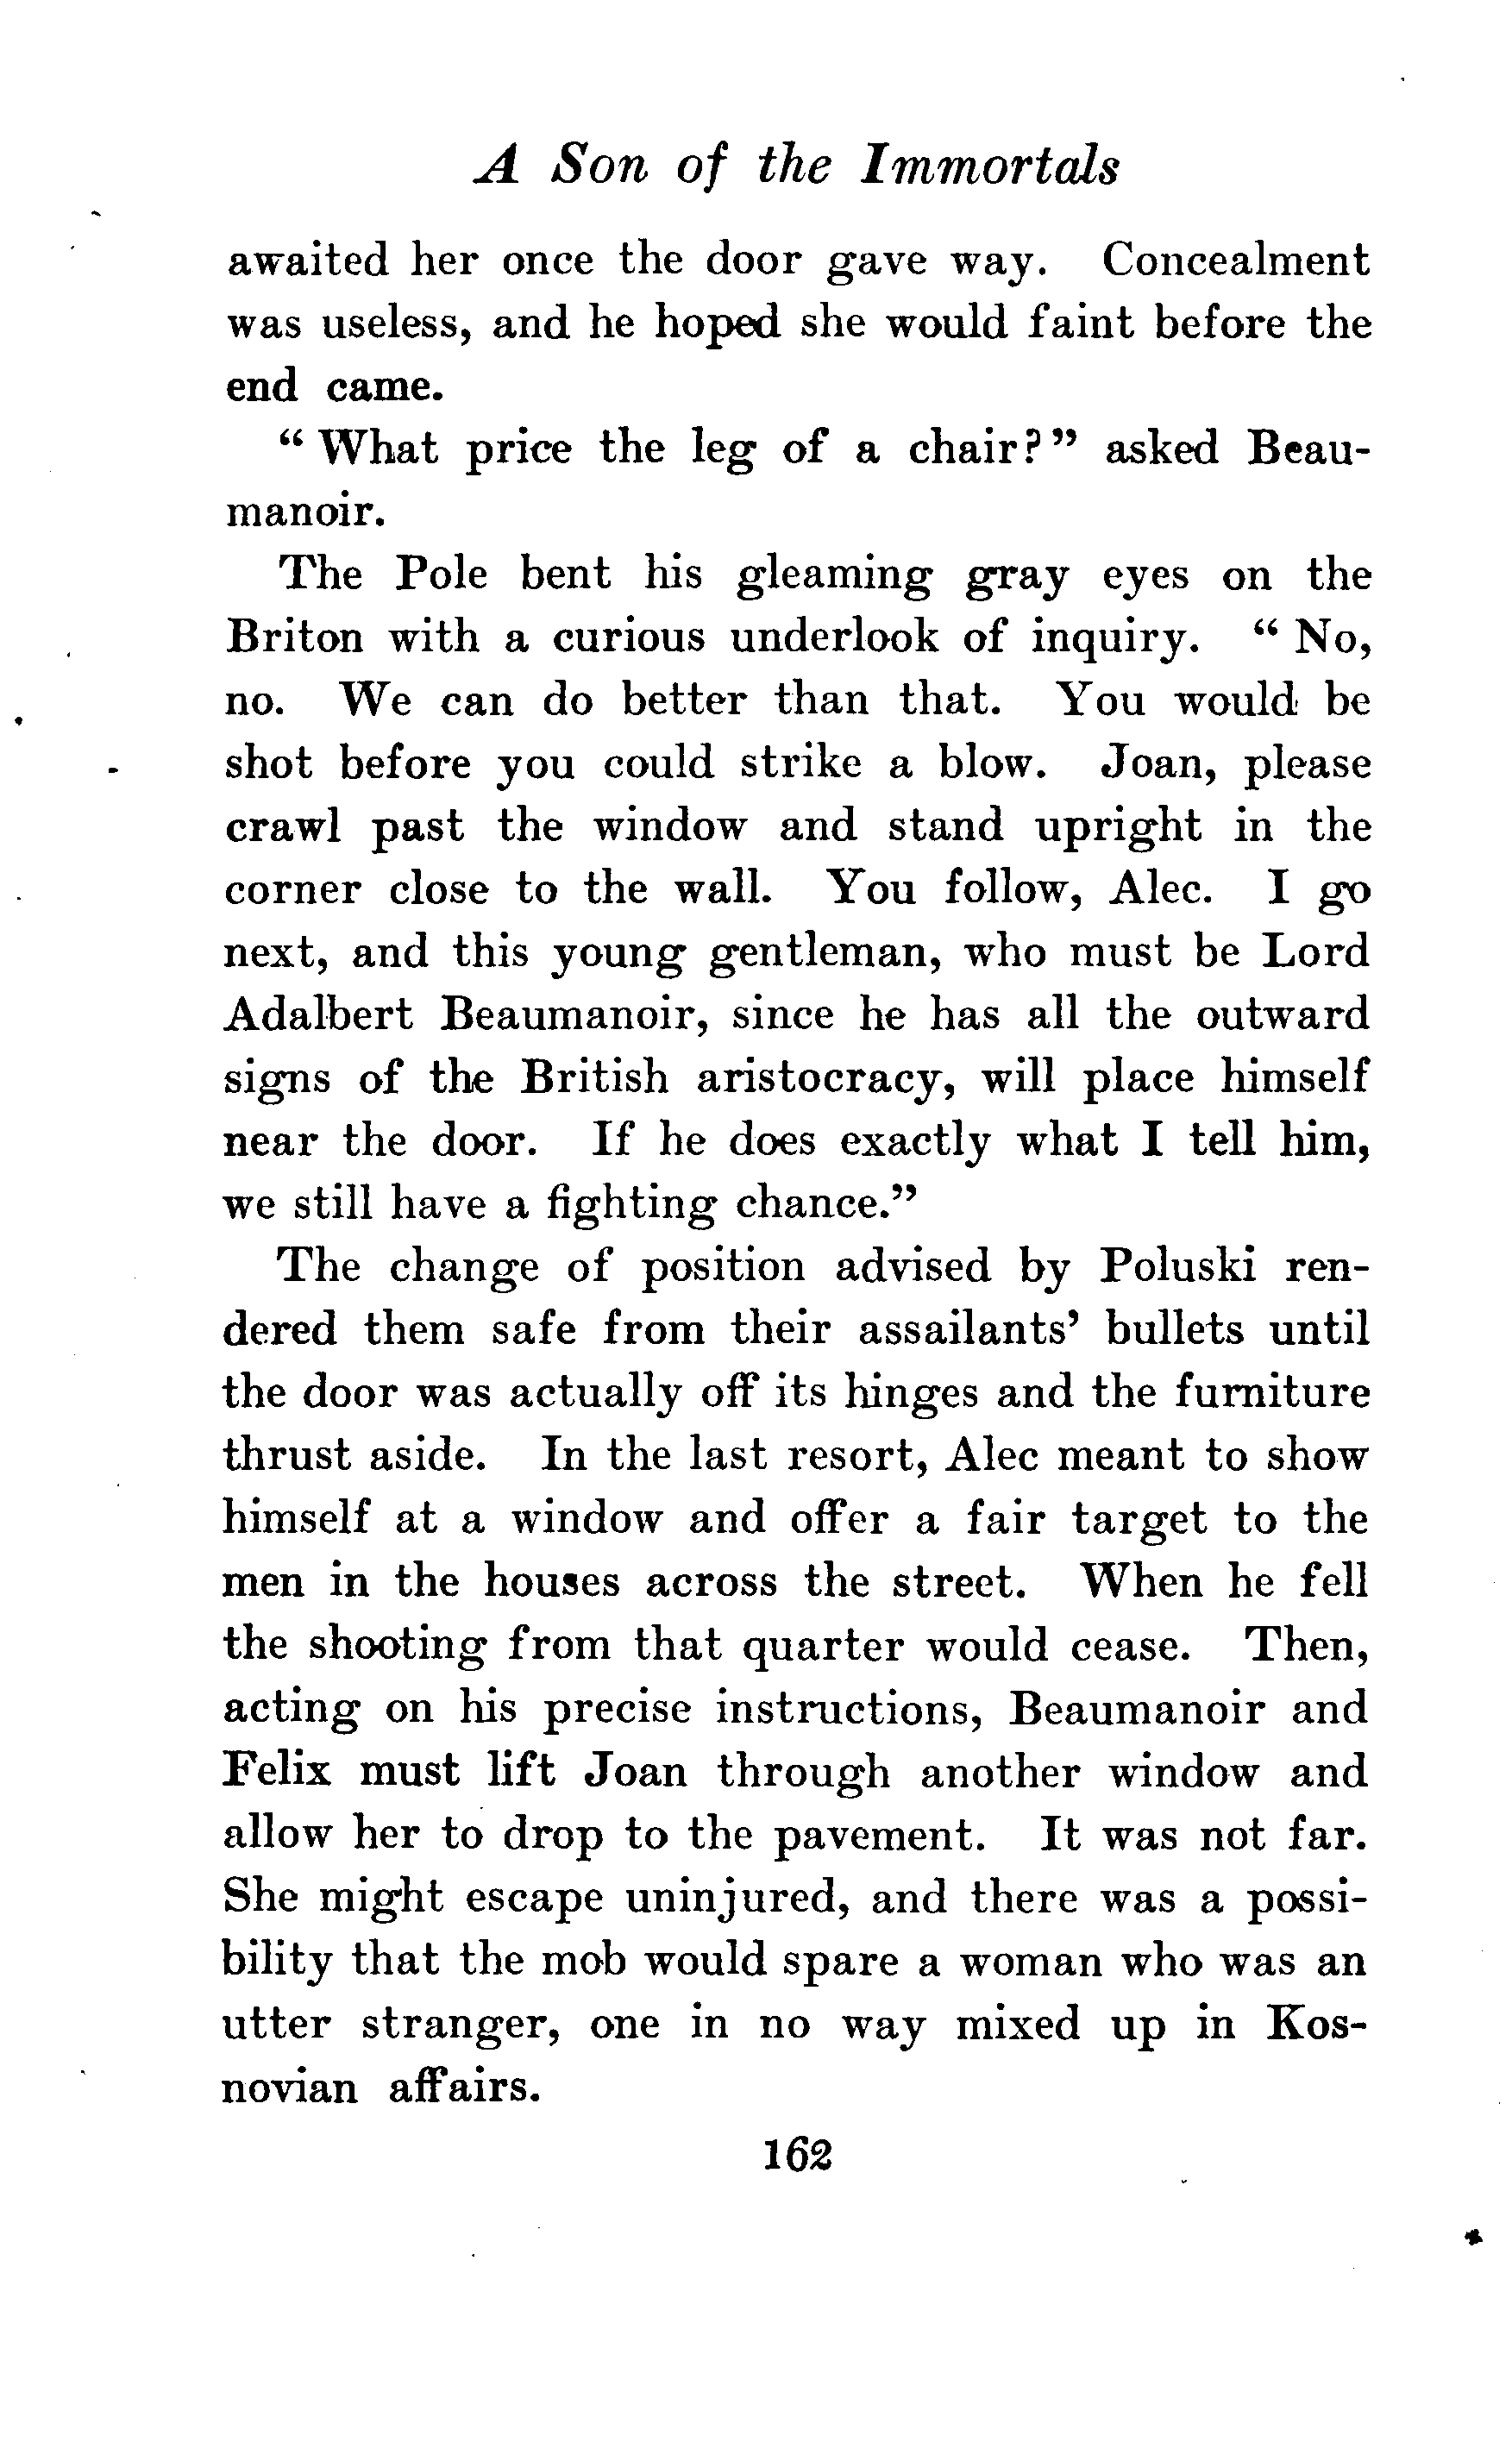 A Son of the Immortals
awaited her once the door gave way. Concealment
was useless, and he hoped she would faint before the
end came.
“What price the leg of a chair?” asked Beau-
manoir.
The Pole bent his gleaming gray eyes on the
Briton with a curious underlook of inquiry. “No,
no. We can do better than that. You would be
shot before you could strike a blow. Joan, please
crawl past the window and stand upright in the
corner close to the wall. You follow, Alec. I go
next, and this young gentleman, who must be Lord
Adalbert Beaumanoir, since he has all the outward
signs of the British aristocracy, will place himself
near the door. If he does exactly what I tell him,
we still have a fighting chance.”
The change of position advised by Poluski ren-
dered them safe from their assailants’ bullets until
the door was actually off its hinges and the furniture
thrust aside. In the last resort, Alec meant to show
himself at a window and offer a fair target to the
men in the houses across the street. When he fell
the shooting from that quarter would cease. Then,
acting on his precise instructions, Beaumanoir and
Felix must lift Joan through another window and
allow her to drop to the pavement. It was not far.
She might escape uninjured, and there was a possi-
bility that the mob would spare a woman who was an
utter stranger, one in no way mixed up in Kos-
novian affairs.
162